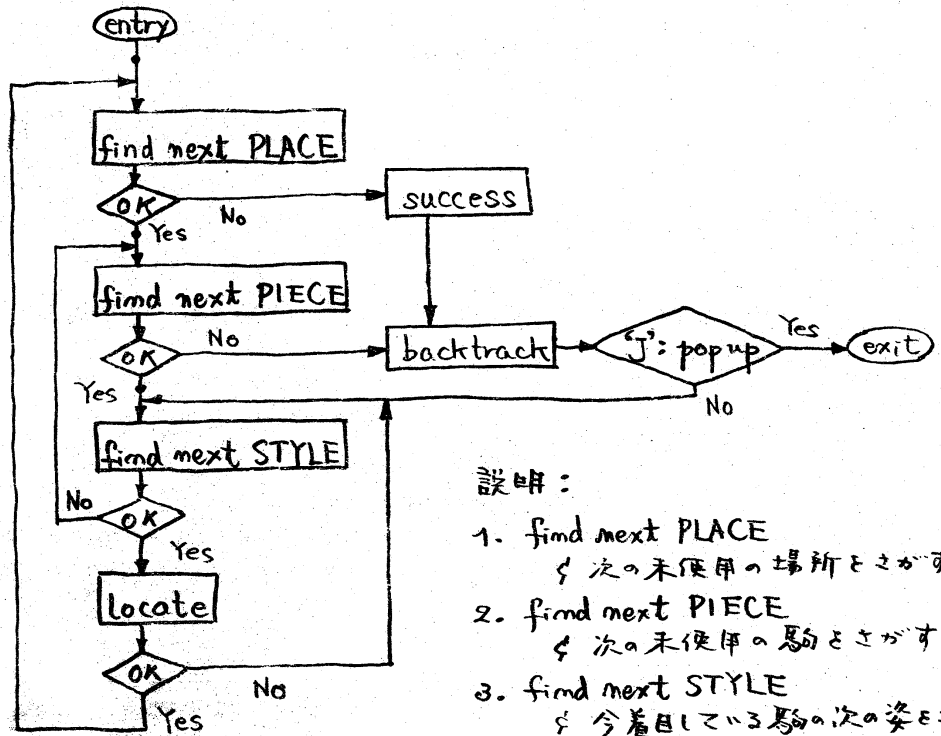 entry
find next PLACE
OK
No
success
Yes
find next PIECE
OK
No
backtrack
'J': pop up
Yes
exit
Yes
No
find next STYLE
No
OK
Yes
locate
OK
No
Yes
説明:
1. find next PLACE
次の未使用の場所をさがす
2. find next PIECE
次の未使用の駒をさがす
3. find next STYLE
今着目している駒の次の姿を